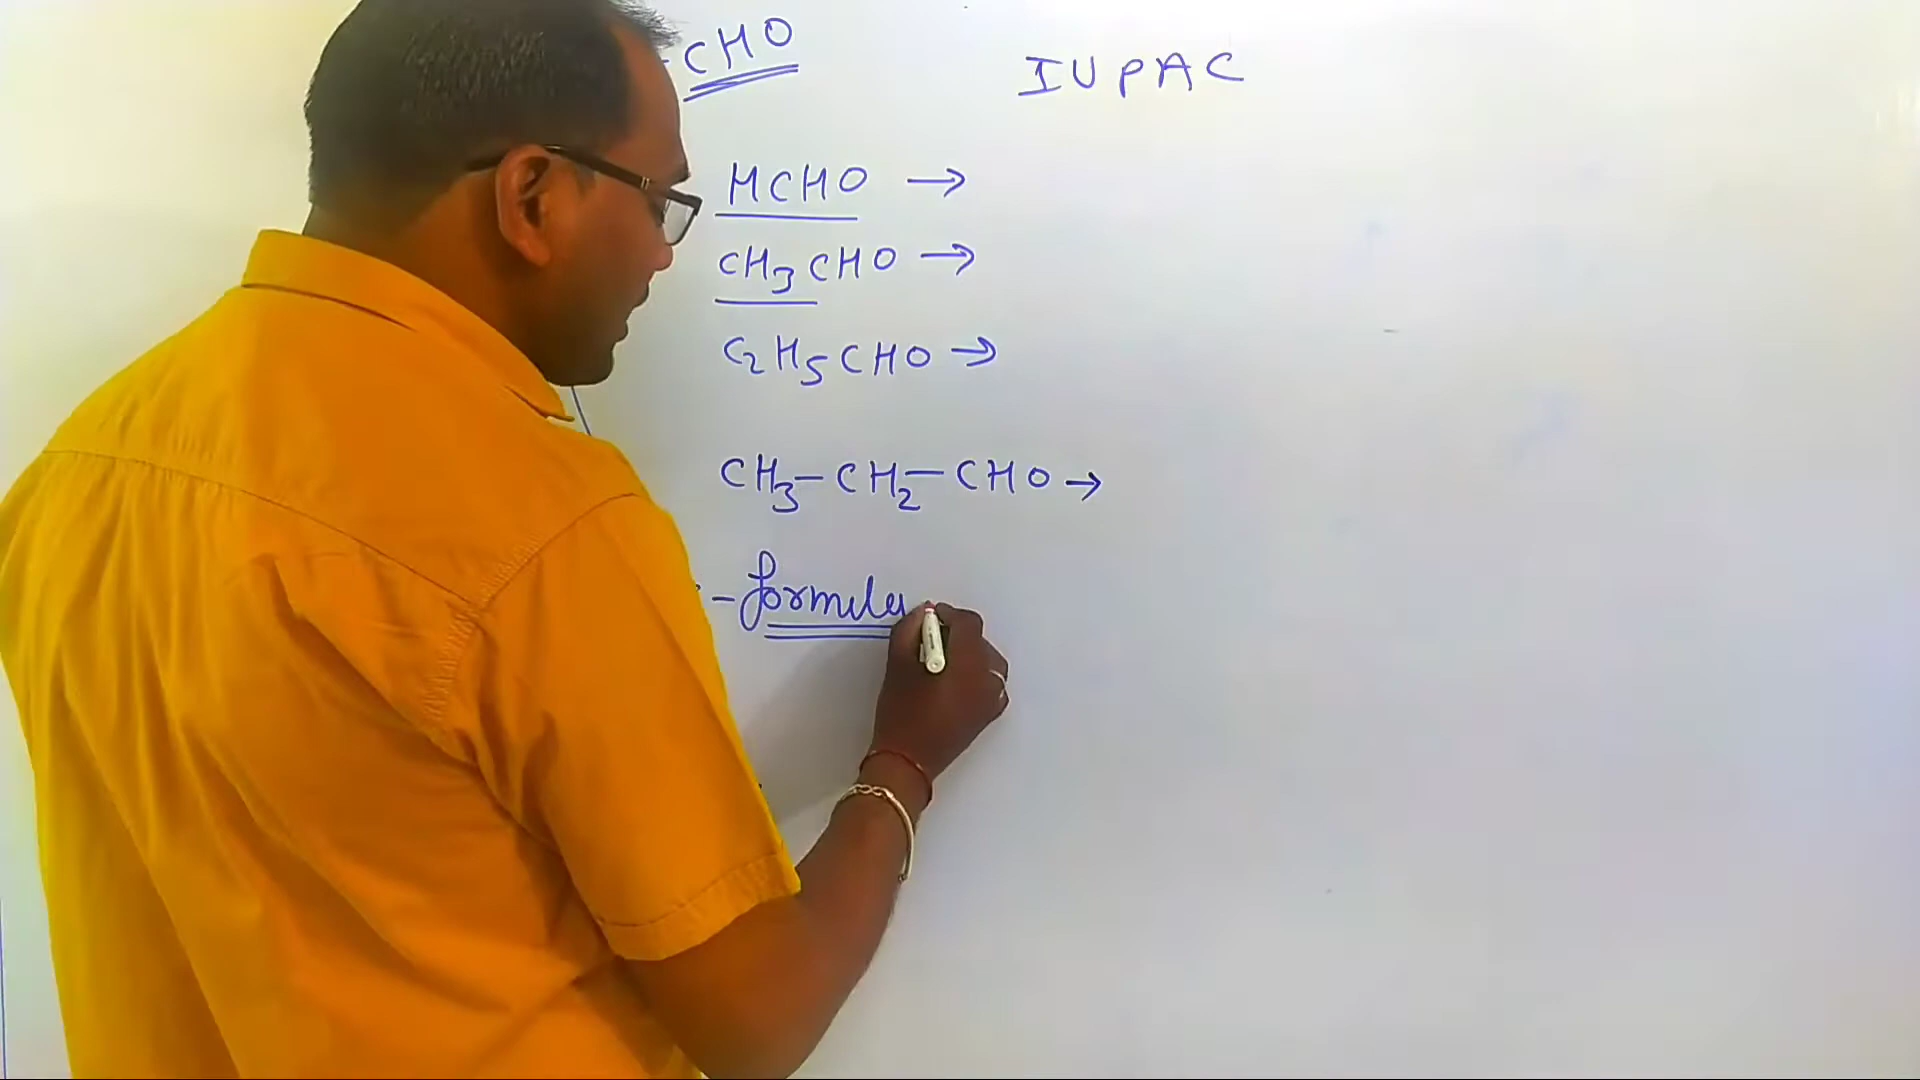 -CHO
IUPAC
HCHO →
CH3CHO →
C2H5CHO →
CH3-CH2-CHO →
-formula